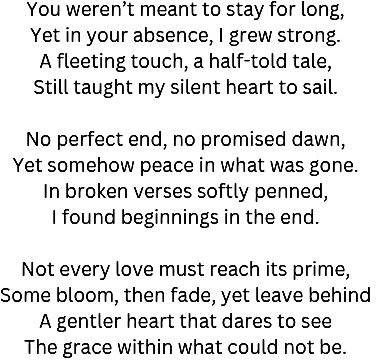 You weren’t meant to stay for long,
Yet in your absence, I grew strong.
A fleeting touch, a half-told tale,
Still taught my silent heart to sail.

No perfect end, no promised dawn,
Yet somehow peace in what was gone.
In broken verses softly penned,
I found beginnings in the end.

Not every love must reach its prime,
Some bloom, then fade, yet leave behind
A gentler heart that dares to see
The grace within what could not be.